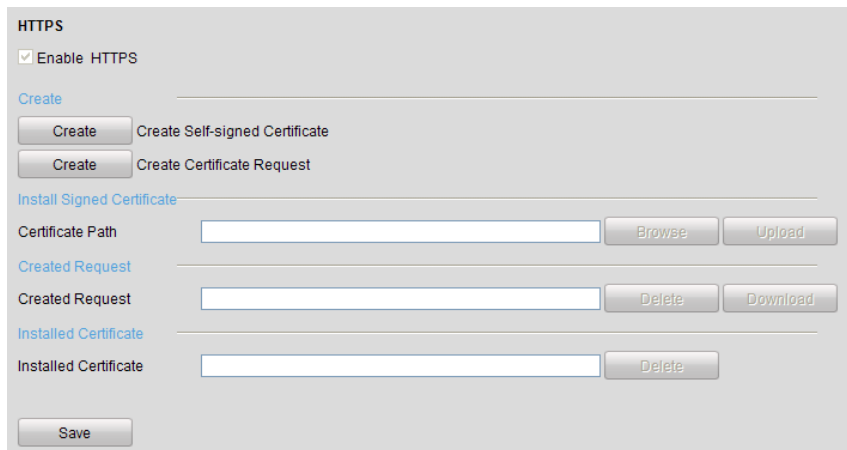 HTTPS
Enable HTTPS
Create
Create Create Self-signed Certificate
Create Create Certificate Request
Install Signed Certificate
Certificate Path Browse Upload
Created Request
Created Request Delete Download
Installed Certificate
Installed Certificate Delete
Save